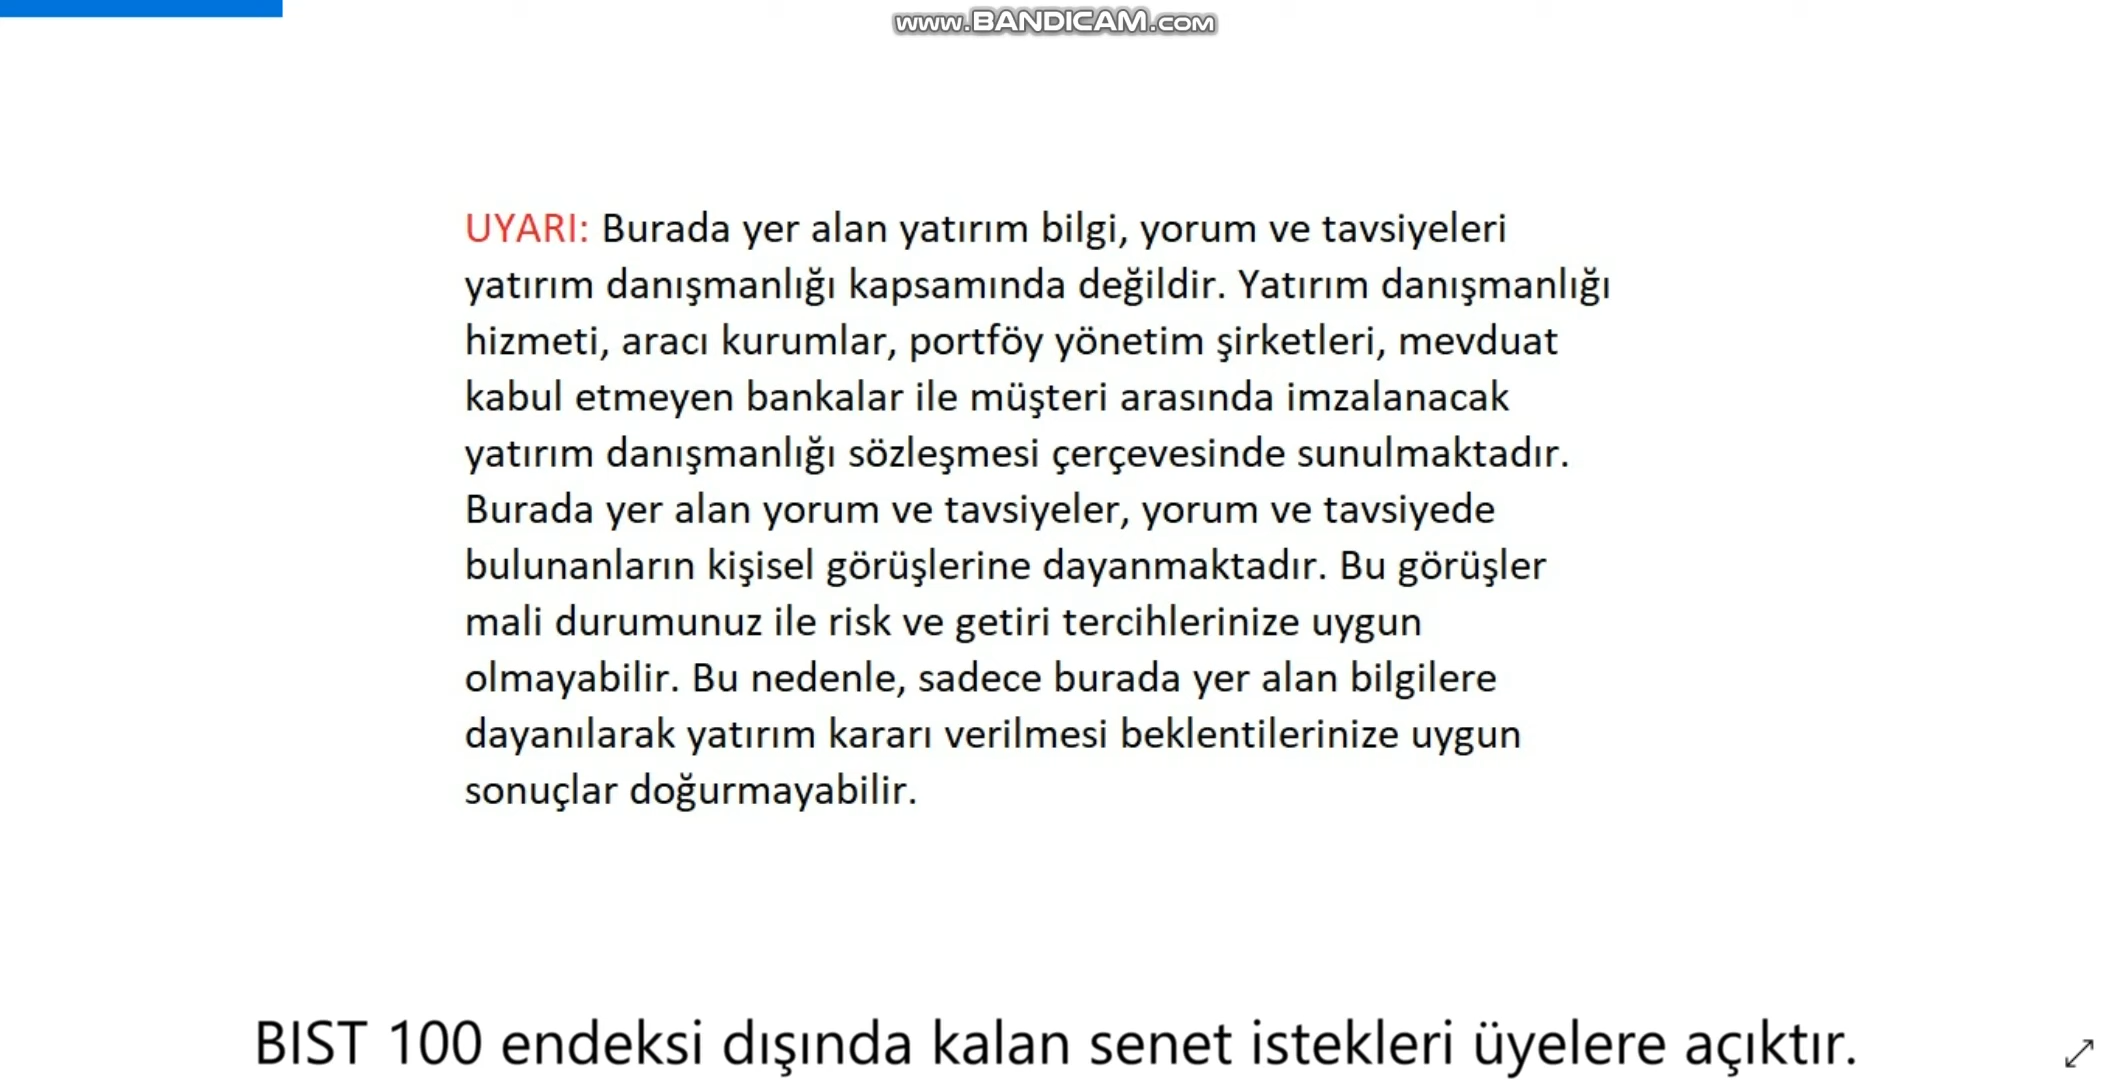 www.BANDICAM.com
UYARI: Burada yer alan yatırım bilgi, yorum ve tavsiyeleri
yatırım danışmanlığı kapsamında değildir. Yatırım danışmanlığı
hizmeti, aracı kurumlar, portföy yönetim şirketleri, mevduat
kabul etmeyen bankalar ile müşteri arasında imzalanacak
yatırım danışmanlığı sözleşmesi çerçevesinde sunulmaktadır.
Burada yer alan yorum ve tavsiyeler, yorum ve tavsiyede
bulunanların kişisel görüşlerine dayanmaktadır. Bu görüşler
mali durumunuz ile risk ve getiri tercihlerinize uygun
olmayabilir. Bu nedenle, sadece burada yer alan bilgilere
dayanılarak yatırım kararı verilmesi beklentilerinize uygun
sonuçlar doğurmayabilir.
BIST 100 endeksi dışında kalan senet istekleri üyelere açıktır.